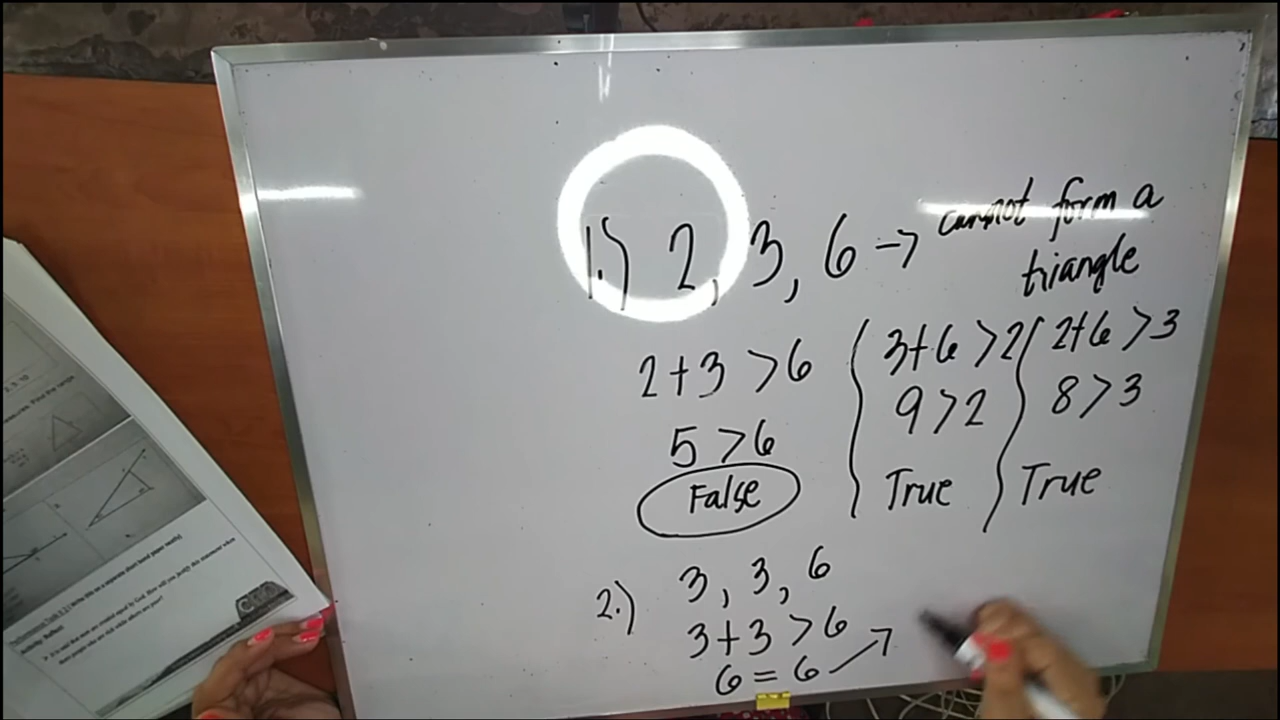 1.) 2, 3, 6 → cannot form a
triangle
2+3 >6
5 >6
False
3+6 >2
9>2
True
2+6 >3
8>3
True
2.) 3, 3, 6
3+3 >6
6 = 6 →